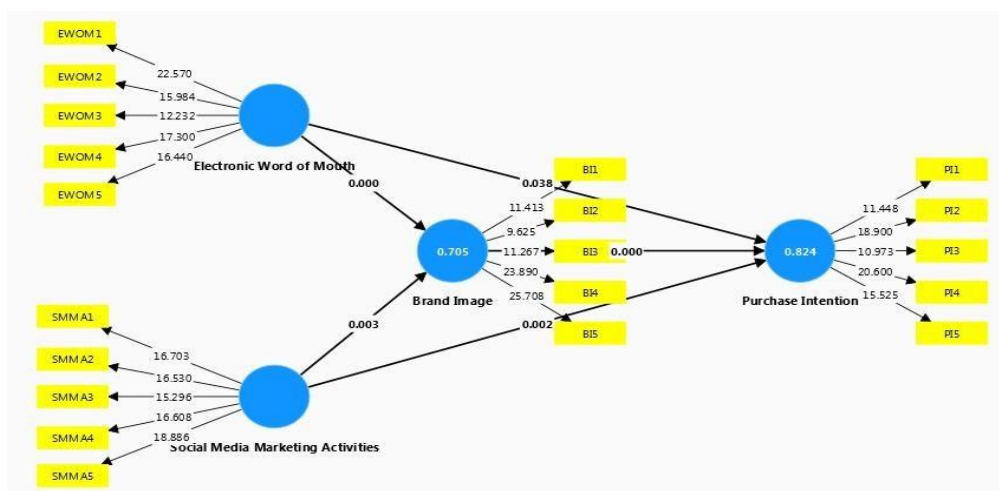 EWOM1
EWOM2
EWOM3
EWOM4
EWOM5
22.570
15.984
12.232
17.300
16.440
Electronic Word of Mouth
0.000
0.038
BI1
BI2
BI3
BI4
BI5
11.413
9.625
11.267
23.890
25.708
0.705
Brand Image
0.000
0.824
Purchase Intention
PI1
PI2
PI3
PI4
PI5
11.448
18.900
10.973
20.600
15.525
0.003
0.002
SMMA1
SMMA2
SMMA3
SMMA4
SMMA5
16.703
16.530
15.296
16.608
18.886
Social Media Marketing Activities